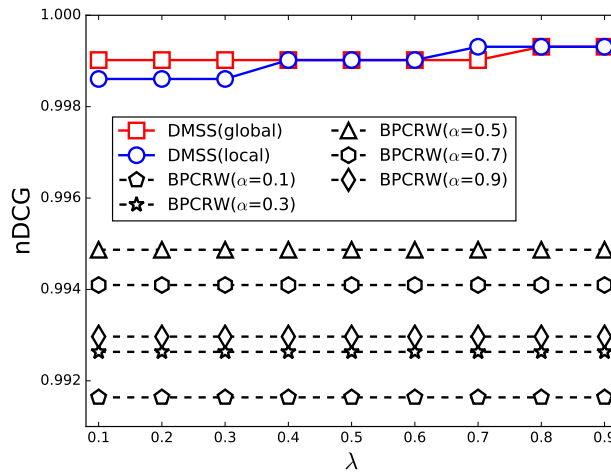 1.000
0.998
0.996
0.994
0.992
nDCG
DMSS(global)
DMSS(local)
BPCRW(α=0.1)
BPCRW(α=0.3)
BPCRW(α=0.5)
BPCRW(α=0.7)
BPCRW(α=0.9)
0.1 0.2 0.3 0.4 0.5 0.6 0.7 0.8 0.9
λ